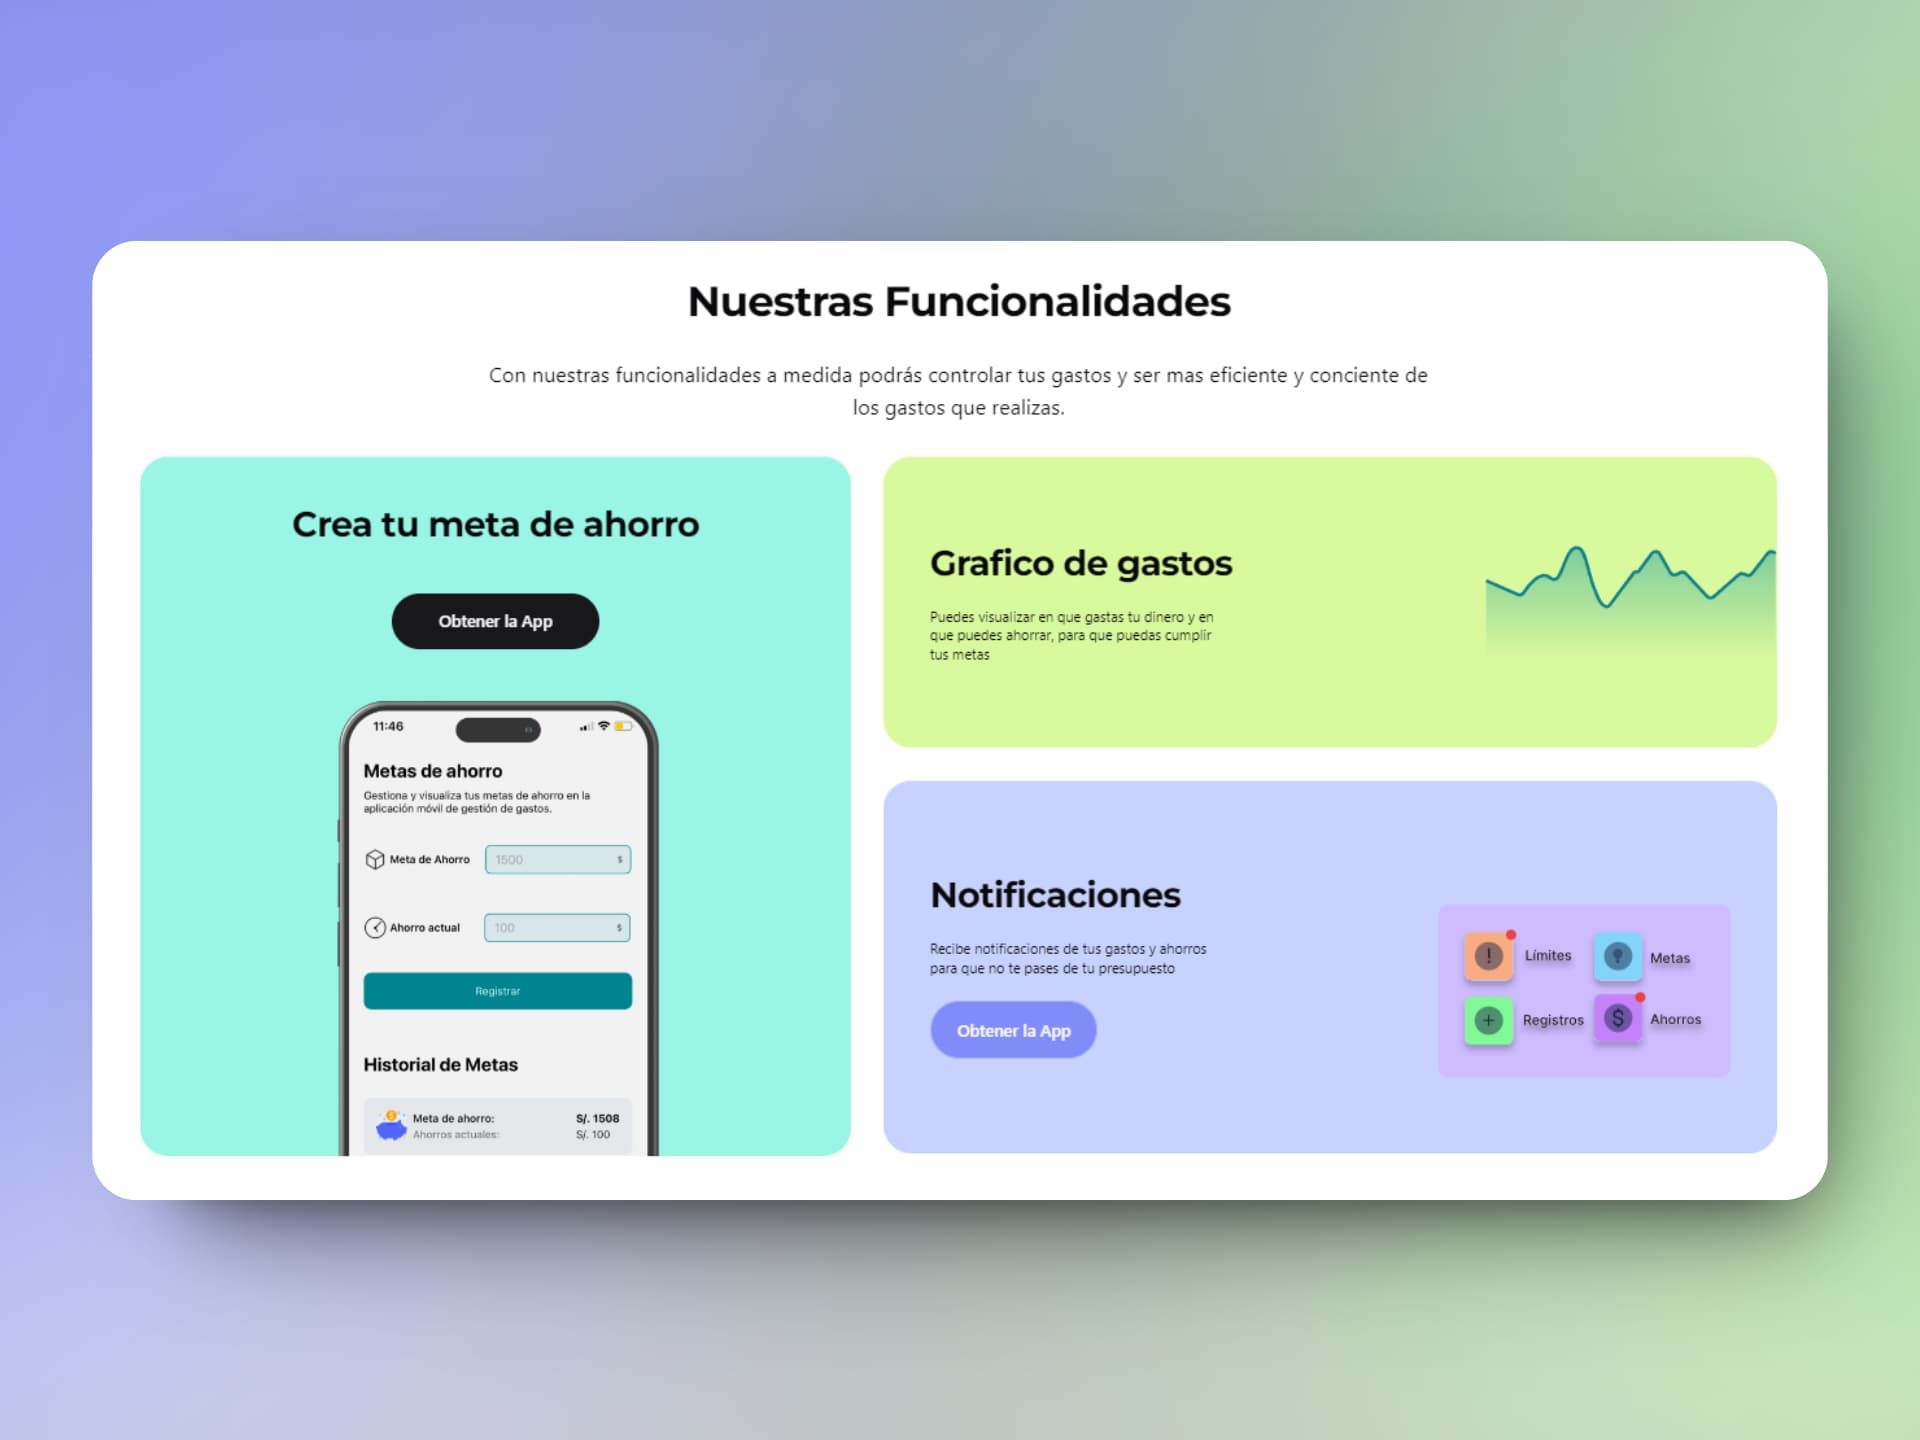 Nuestras Funcionalidades
Con nuestras funcionalidades a medida podrás controlar tus gastos y ser mas eficiente y conciente de
los gastos que realizas.
Crea tu meta de ahorro
Obtener la App
11:46
Metas de ahorro
Gestiona y visualiza tus metas de ahorro en la
aplicación móvil de gestión de gastos.
Meta de Ahorro 1500 $
Ahorro actual 100 $
Registrar
Historial de Metas
Meta de ahorro: S/. 1508
Ahorros actuales: S/. 100
Grafico de gastos
Puedes visualizar en que gastas tu dinero y en
que puedes ahorrar, para que puedas cumplir
tus metas
Notificaciones
Recibe notificaciones de tus gastos y ahorros
para que no te pases de tu presupuesto
Obtener la App
! Límites Metas
+ Registros $ Ahorros